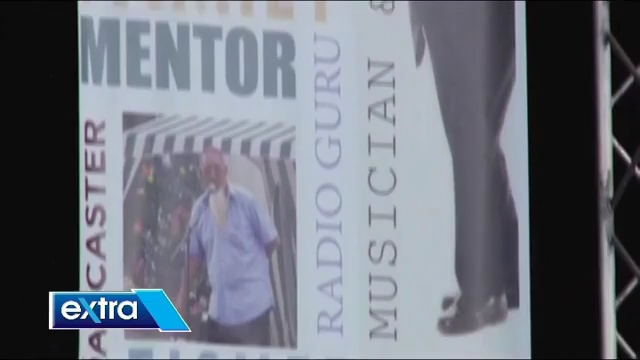 MENTOR
CASTER
RADIO GURU
MUSICIAN &
extra